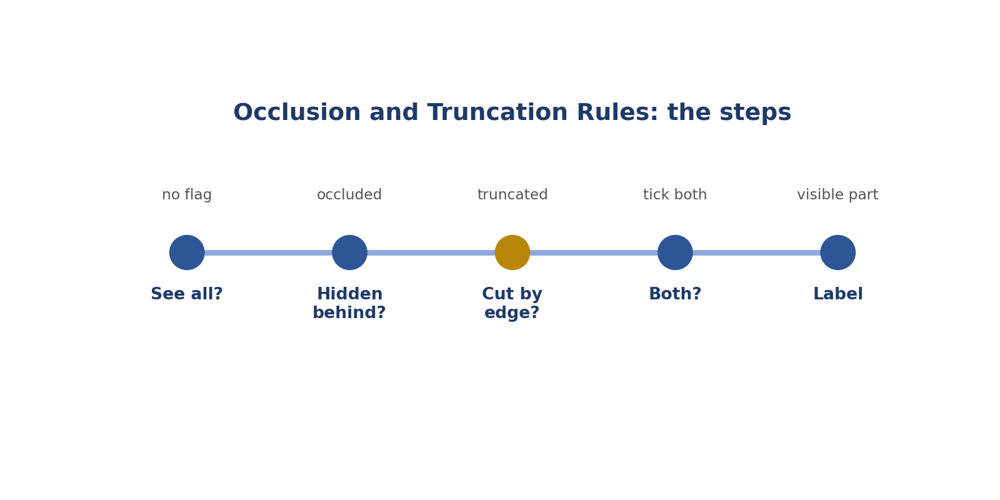 Occlusion and Truncation Rules: the steps
no flag
occluded
truncated
tick both
visible part
See all?
Hidden
behind?
Cut by
edge?
Both?
Label